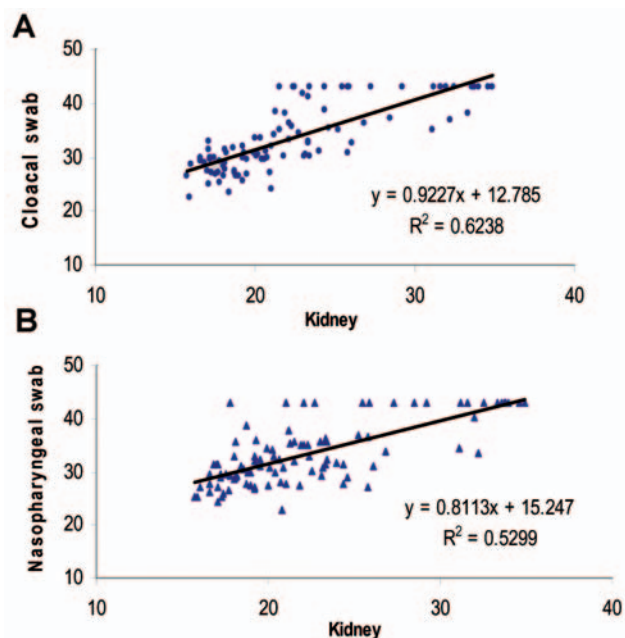 A
50
40
30
20
10
Cloacal swab
y = 0.9227x + 12.785
R² = 0.6238
10 20 30 40
Kidney
B
50
40
30
20
10
Nasopharyngeal swab
y = 0.8113x + 15.247
R² = 0.5299
10 20 30 40
Kidney